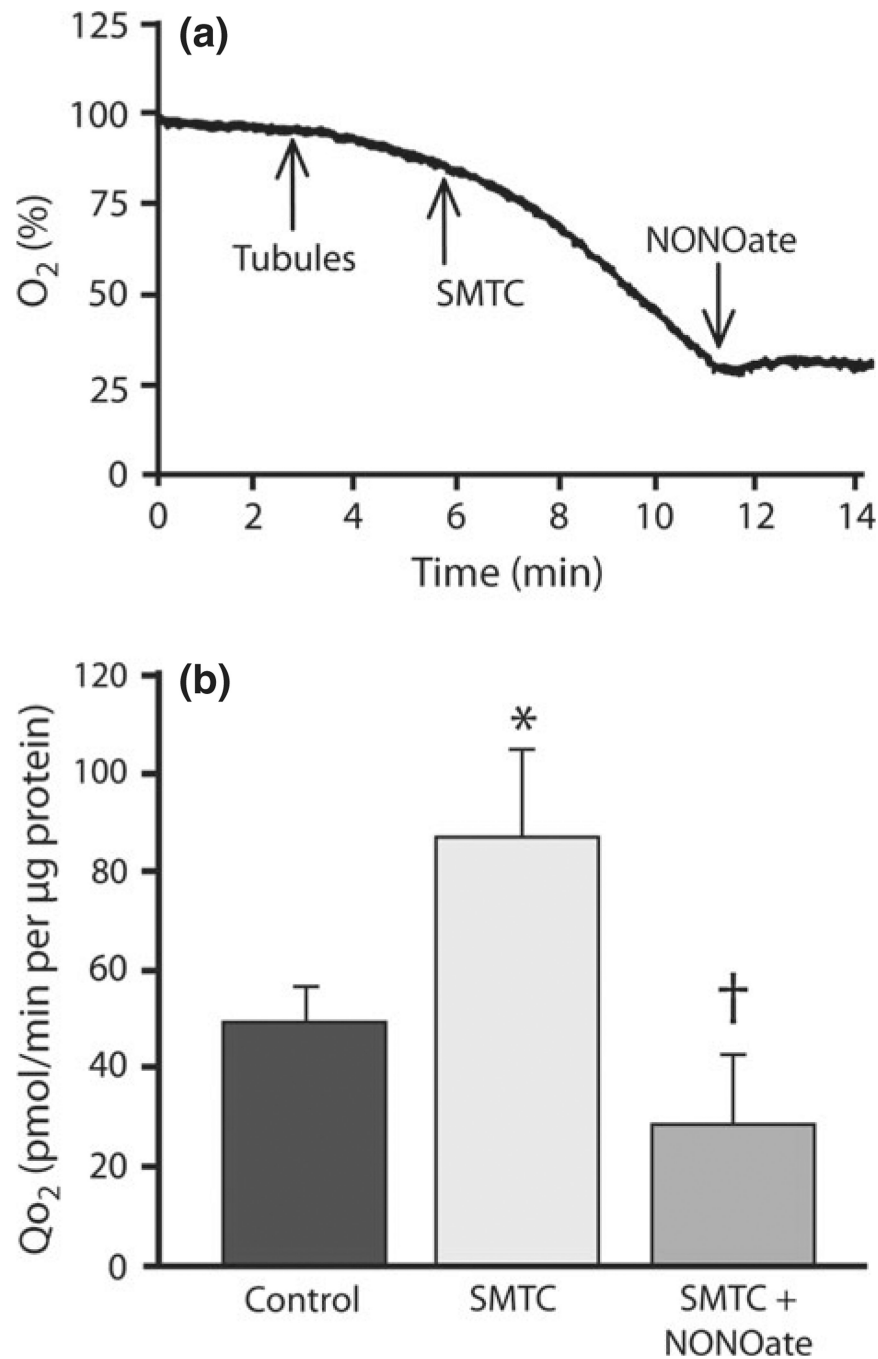 (a)
125
100
75
50
25
0
O2 (%)
Tubules
SMTC
NONOate
0 2 4 6 8 10 12 14
Time (min)
(b)
120
100
80
60
40
20
0
Qo2 (pmol/min per µg protein)
*
†
Control SMTC SMTC +
NONOate